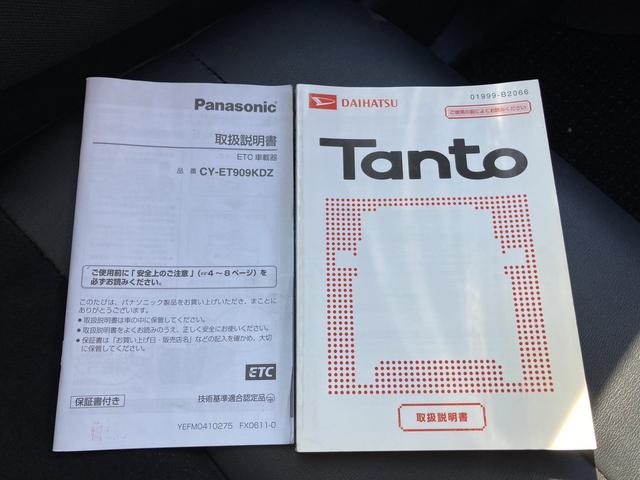 Panasonic
取扱説明書
ETC 車載器
品番 CY-ET909KDZ
ご使用前に「安全上のご注意」(☞4～8ページ)を
必ずお読みください。
このたびは、パナソニック製品をお買い上げいただき、まことに
ありがとうございます。
● 取扱説明書は車の中に保管してください。
● 取扱説明書をよくお読みのうえ、正しく安全にお使いください。
● 保証書は「お買い上げ日・販売店名」などの記入を確かめ、大切
に保管してください。
ETC
保証書付き
技術基準適合認定品
YEFM0410275 FX0611-0
DAIHATSU
01999-B2066
ご使用の前によくお読みください
Tanto
取扱説明書